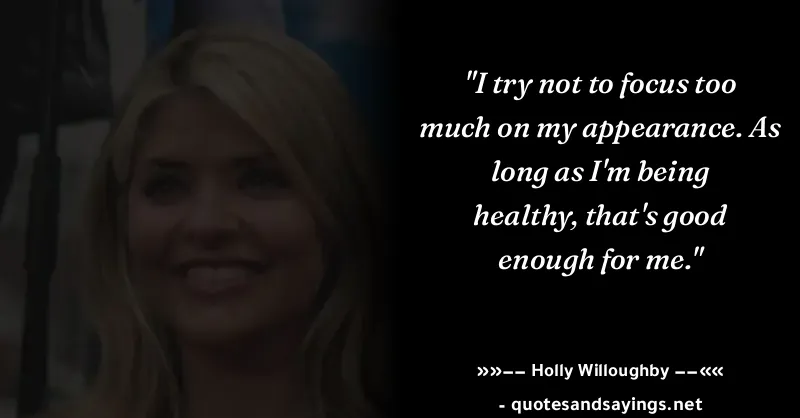 "I try not to focus too
much on my appearance. As
long as I'm being
healthy, that's good
enough for me."
»»−− Holly Willoughby −−««
- quotesandsayings.net